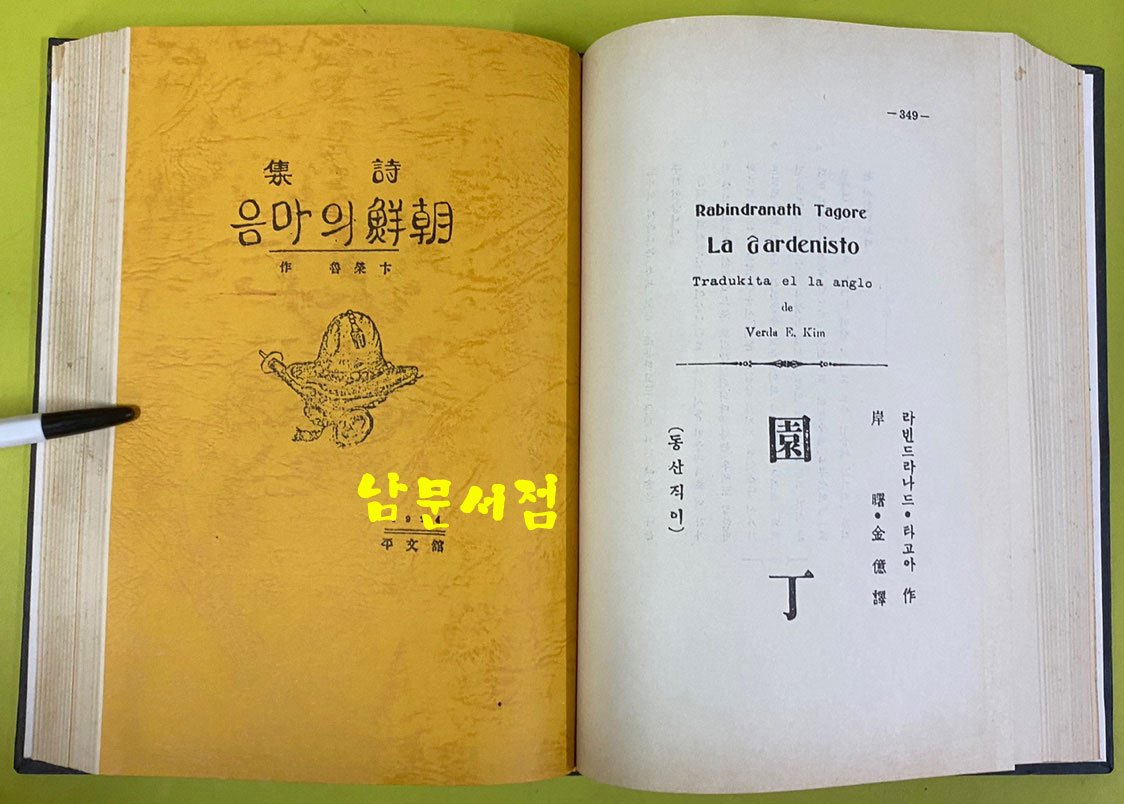 詩集
朝鮮의마음
卞榮魯 作
남문서점
平文館
—349—
Rabindranath Tagore
La Ĝardenisto
Tradukita el la anglo
de
Verda E. Kim
라빈드라나드•타고아 作
岸曙•金億譯
園丁
(동산직이)